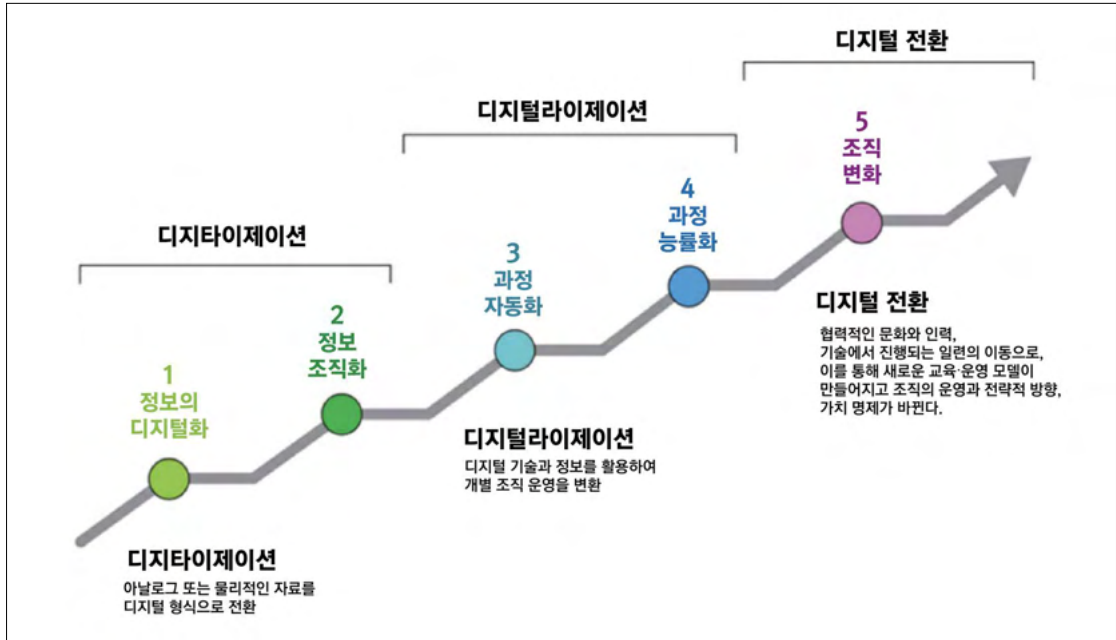 디지타이제이션
1
정보의
디지털화
2
정보
조직화
디지타이제이션
아날로그 또는 물리적인 자료를
디지털 형식으로 전환
디지털라이제이션
3
과정
자동화
4
과정
능률화
디지털라이제이션
디지털 기술과 정보를 활용하여
개별 조직 운영을 변환
디지털 전환
5
조직
변화
디지털 전환
협력적인 문화와 인력,
기술에서 진행되는 일련의 이동으로,
이를 통해 새로운 교육·운영 모델이
만들어지고 조직의 운영과 전략적 방향,
가치 명제가 바뀐다.